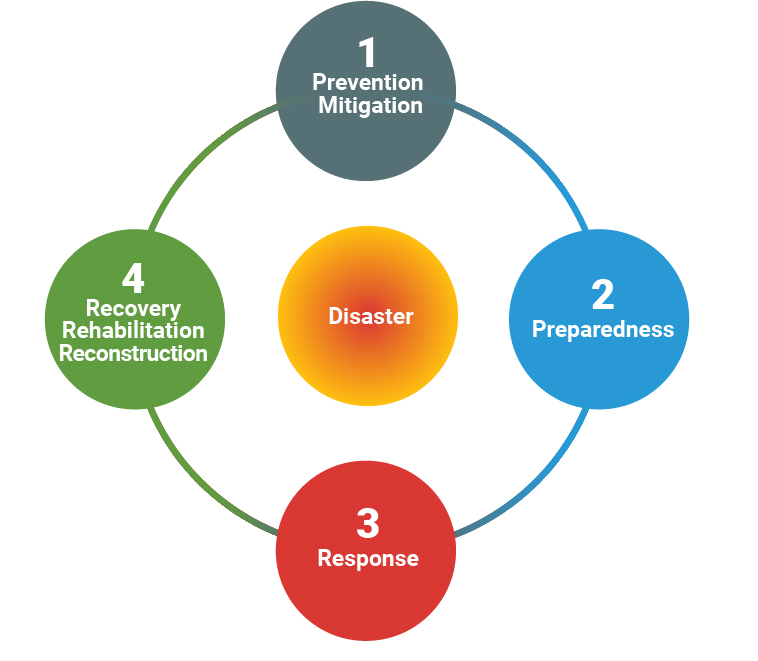 1
Prevention
Mitigation
2
Preparedness
3
Response
4
Recovery
Rehabilitation
Reconstruction
Disaster